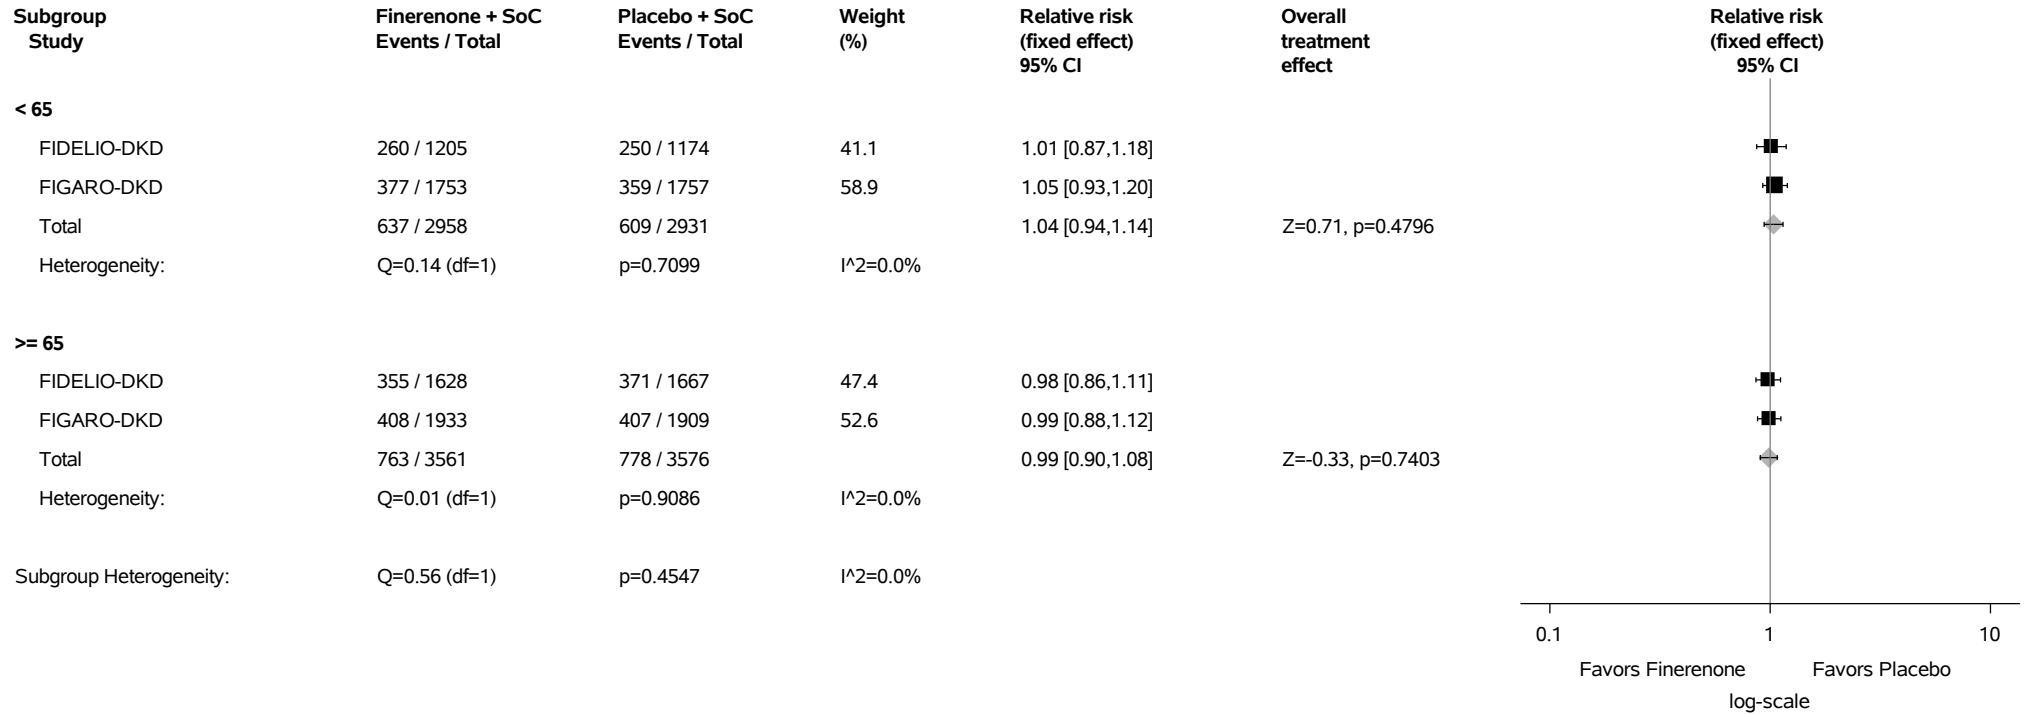 Subgroup Finerenone + SoC Placebo + SoC Weight Relative risk Overall Relative risk
Study Events / Total Events / Total (%) (fixed effect) treatment (fixed effect)
95% CI effect 95% CI
< 65
FIDELIO-DKD 260 / 1205 250 / 1174 41.1 1.01 [0.87,1.18]
FIGARO-DKD 377 / 1753 359 / 1757 58.9 1.05 [0.93,1.20]
Total 637 / 2958 609 / 2931 1.04 [0.94,1.14] Z=0.71, p=0.4796
Heterogeneity: Q=0.14 (df=1) p=0.7099 I^2=0.0%
>= 65
FIDELIO-DKD 355 / 1628 371 / 1667 47.4 0.98 [0.86,1.11]
FIGARO-DKD 408 / 1933 407 / 1909 52.6 0.99 [0.88,1.12]
Total 763 / 3561 778 / 3576 0.99 [0.90,1.08] Z=-0.33, p=0.7403
Heterogeneity: Q=0.01 (df=1) p=0.9086 I^2=0.0%
Subgroup Heterogeneity: Q=0.56 (df=1) p=0.4547 I^2=0.0%
0.1 1 10
Favors Finerenone Favors Placebo
log-scale